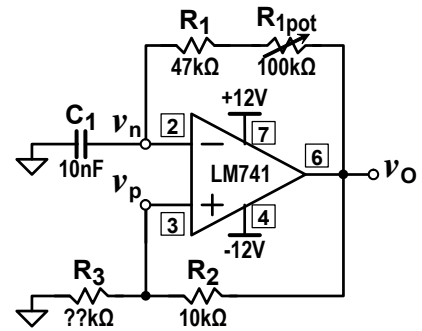 R1 R1pot
47kΩ 100kΩ
+12V
C1 vn 2 7
10nF LM741 6 vO
vp
3 4
-12V
R3 R2
??kΩ 10kΩ